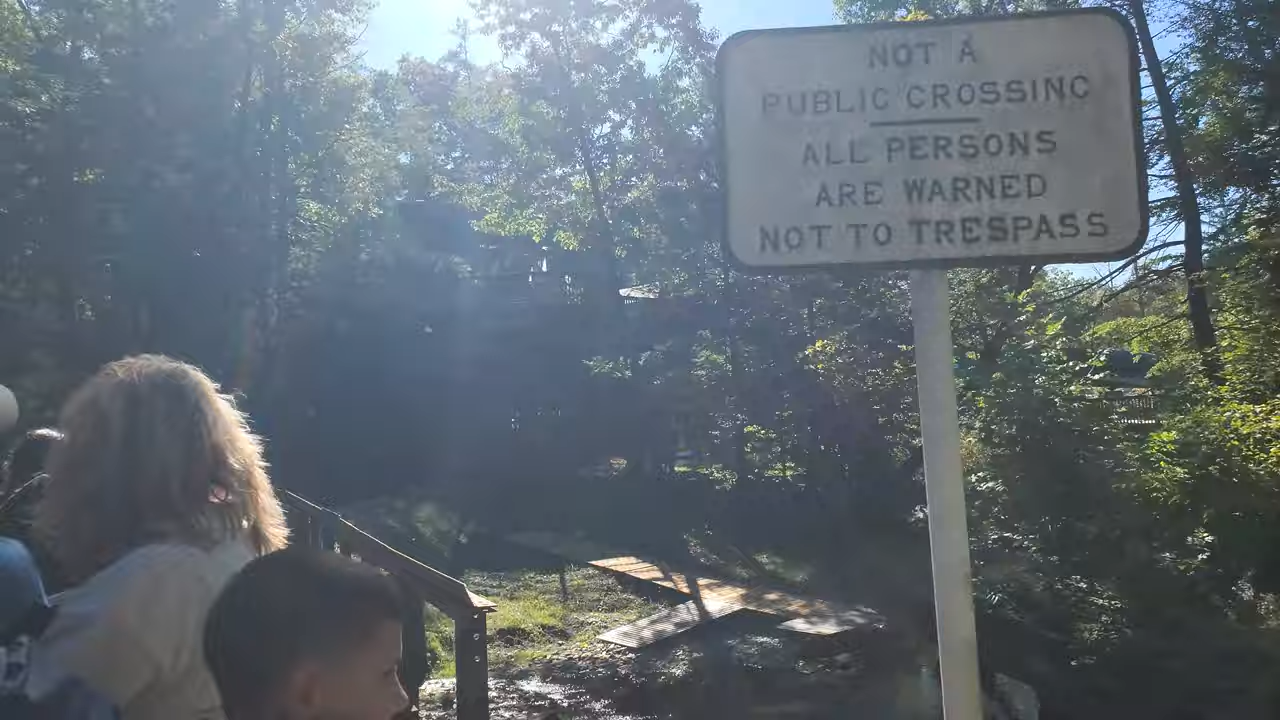 NOT A
PUBLIC CROSSING
ALL PERSONS
ARE WARNED
NOT TO TRESPASS